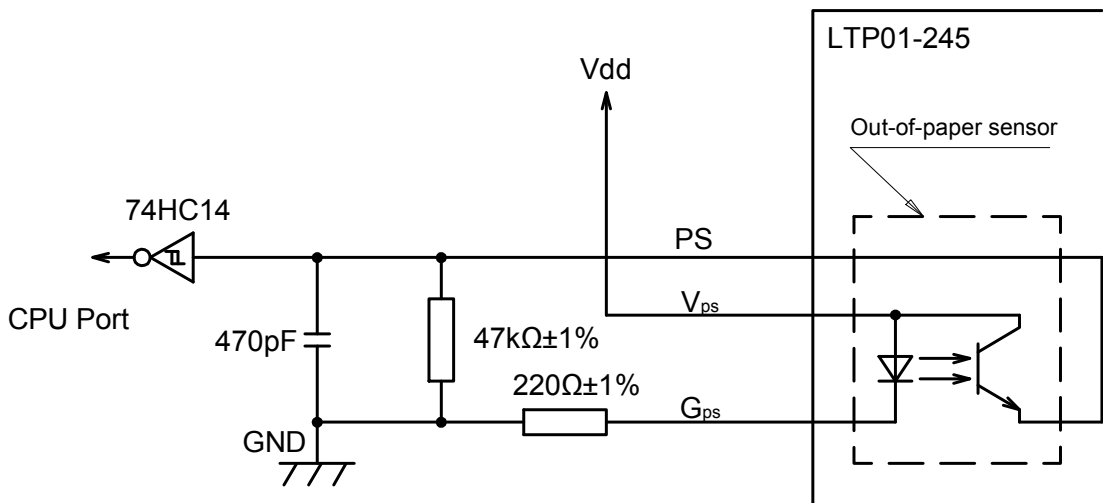 LTP01-245
Vdd
Out-of-paper sensor
74HC14
PS
CPU Port
Vps
470pF
47kΩ±1%
220Ω±1%
Gps
GND